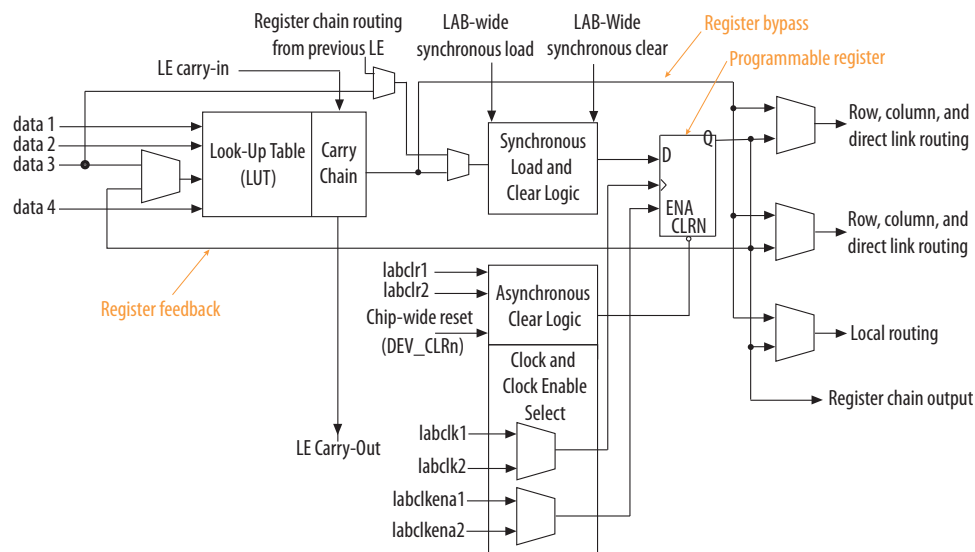 Register chain routing
from previous LE
LAB-wide
synchronous load
LAB-Wide
synchronous clear
Register bypass
Programmable register
LE carry-in
data 1
data 2
data 3
data 4
Look-Up Table
(LUT)
Carry
Chain
Synchronous
Load and
Clear Logic
D
Q
ENA
CLRN
Row, column, and
direct link routing
Row, column, and
direct link routing
Local routing
Register chain output
Register feedback
labclr1
labclr2
Chip-wide reset
(DEV_CLRn)
Asynchronous
Clear Logic
Clock and
Clock Enable
Select
labclk1
labclk2
labclkena1
labclkena2
LE Carry-Out